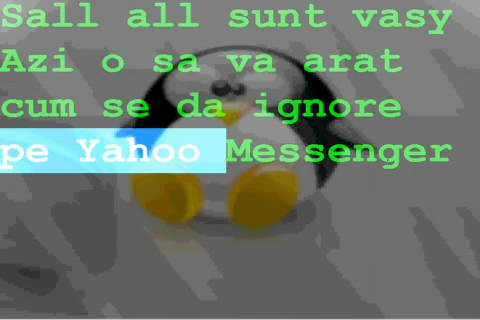 Sall all sunt vasy
Azi o sa va arat
cum se da ignore
pe Yahoo Messenger